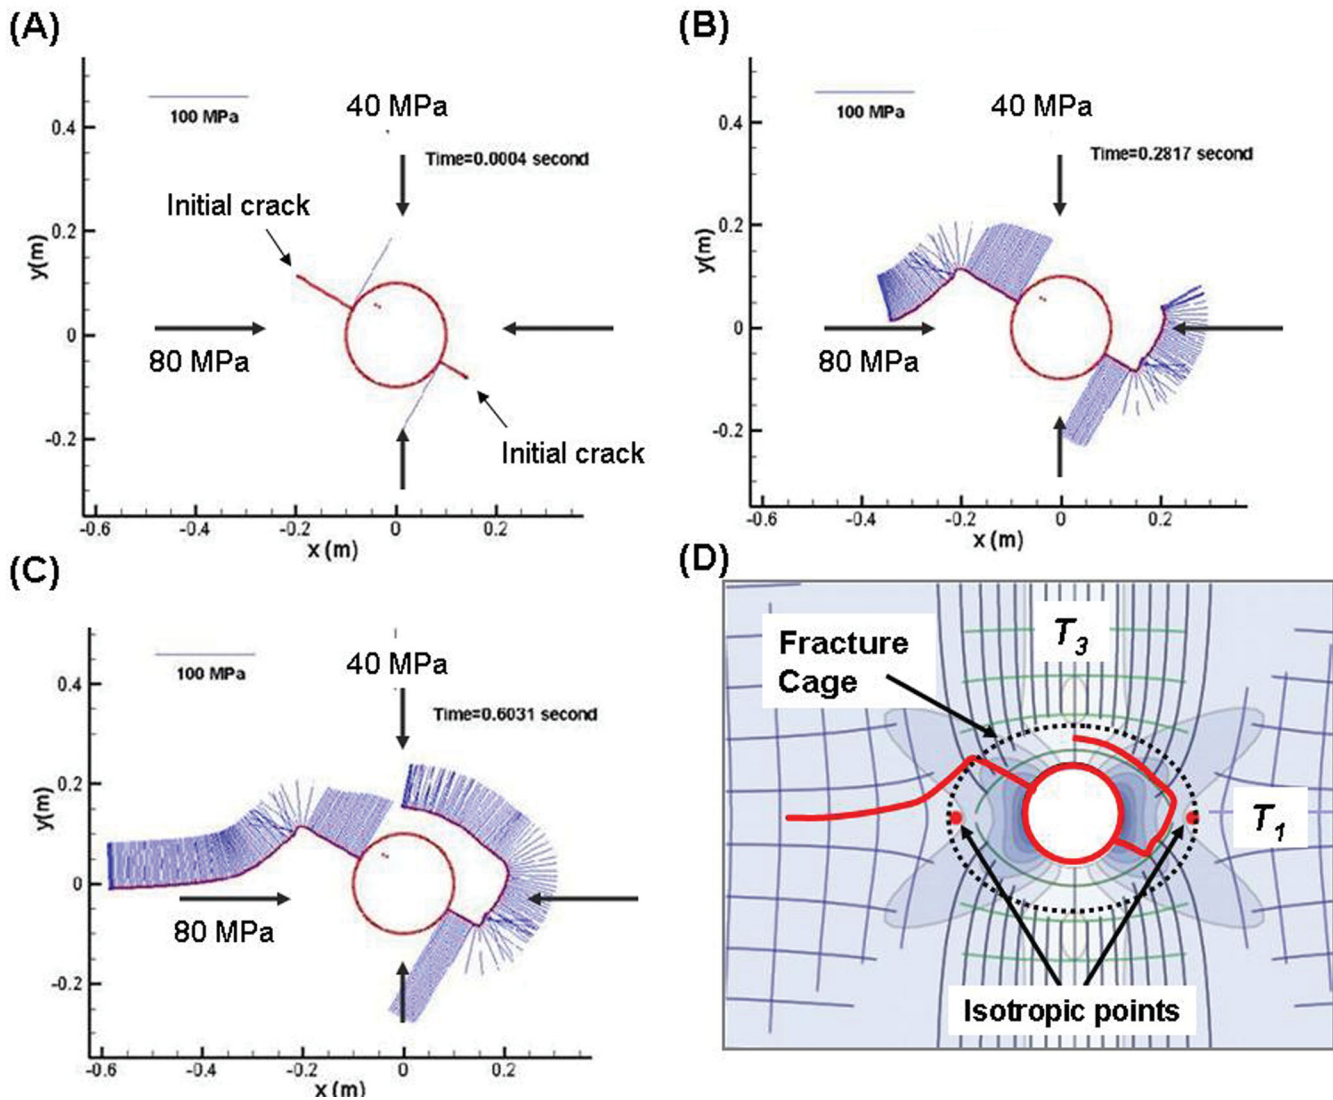 (A)
100 MPa
40 MPa
Time=0.0004 second
Initial crack
80 MPa
Initial crack
0.4
0.2
0
-0.2
y(m)
-0.6
-0.4
-0.2
0
0.2
x (m)
(B)
100 MPa
40 MPa
Time=0.2817 second
80 MPa
0.4
0.2
0
-0.2
y(m)
-0.6
-0.4
-0.2
0
0.2
x (m)
(C)
100 MPa
40 MPa
Time=0.6031 second
80 MPa
0.4
0.2
0
-0.2
y(m)
-0.6
-0.4
-0.2
0
0.2
x (m)
(D)
Fracture
Cage
T3
T1
Isotropic points